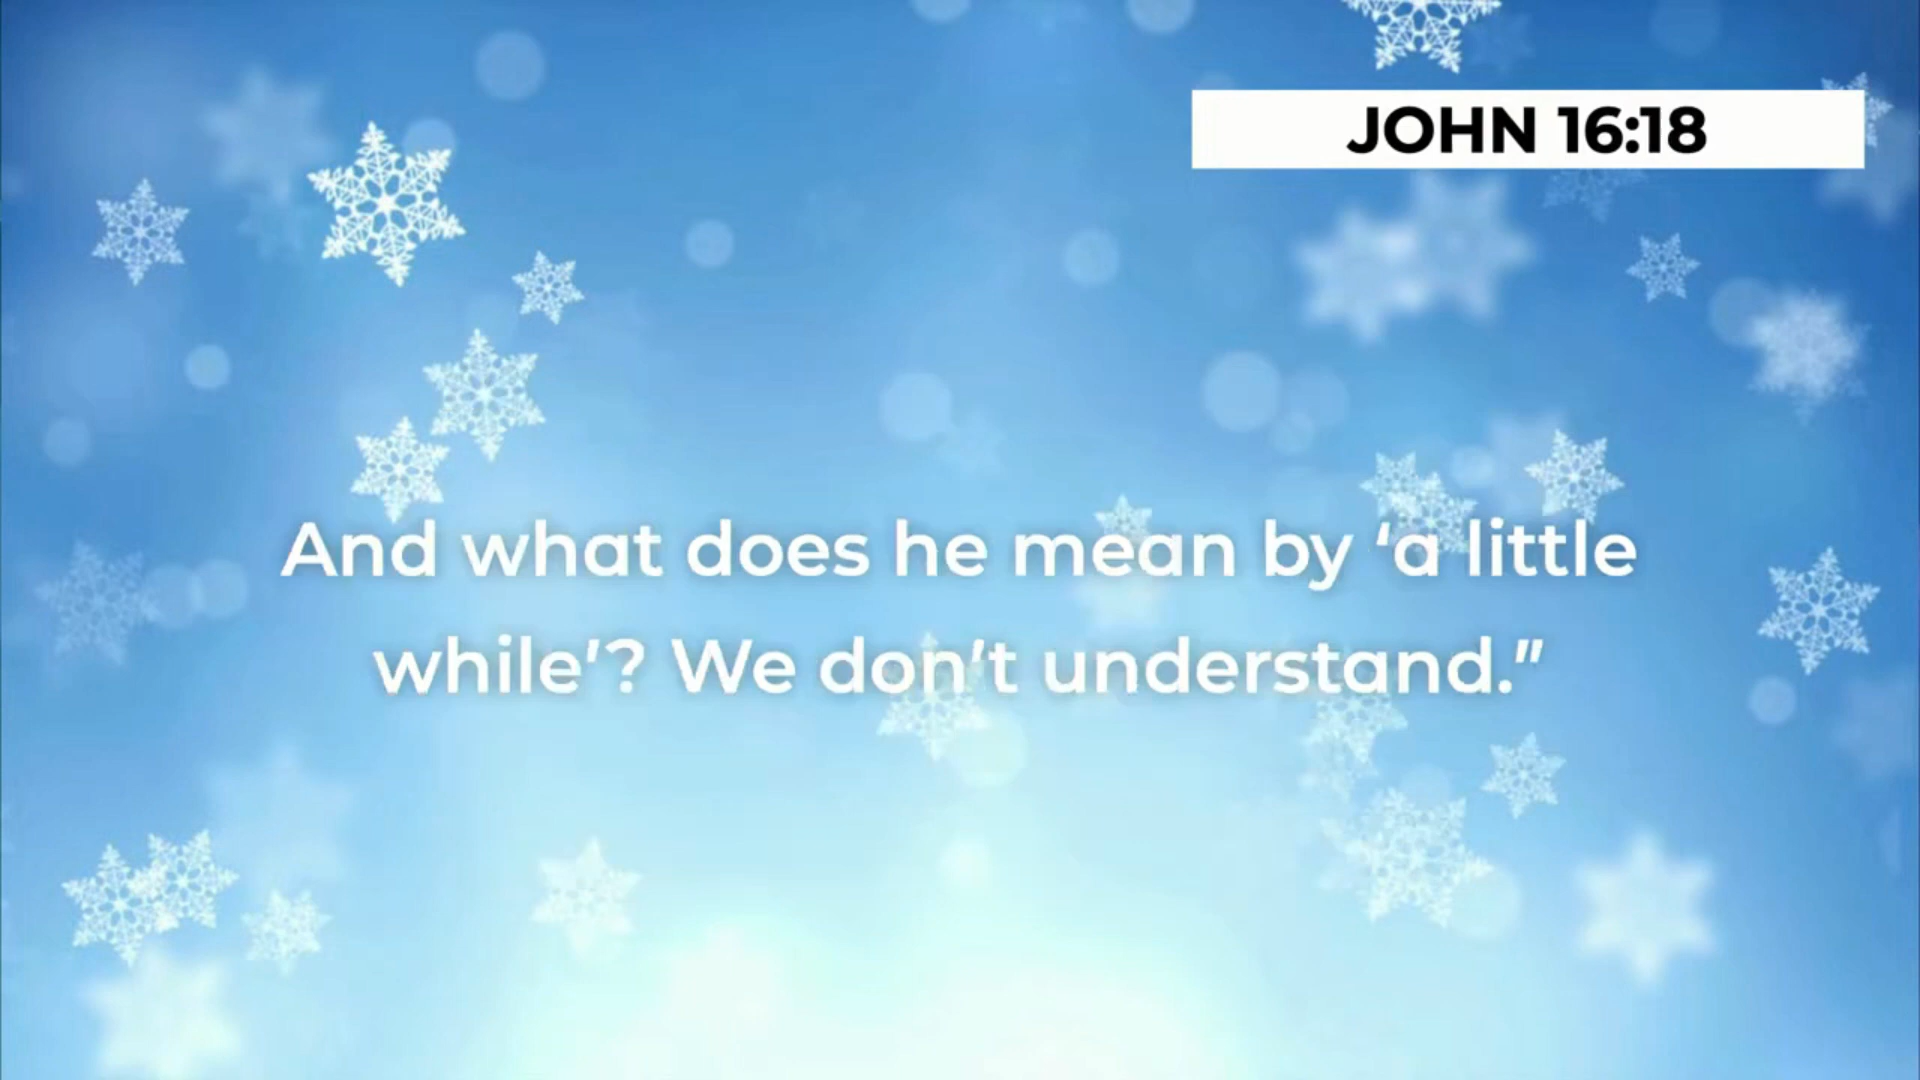 JOHN 16:18
And what does he mean by ‘a little
while’? We don’t understand.”